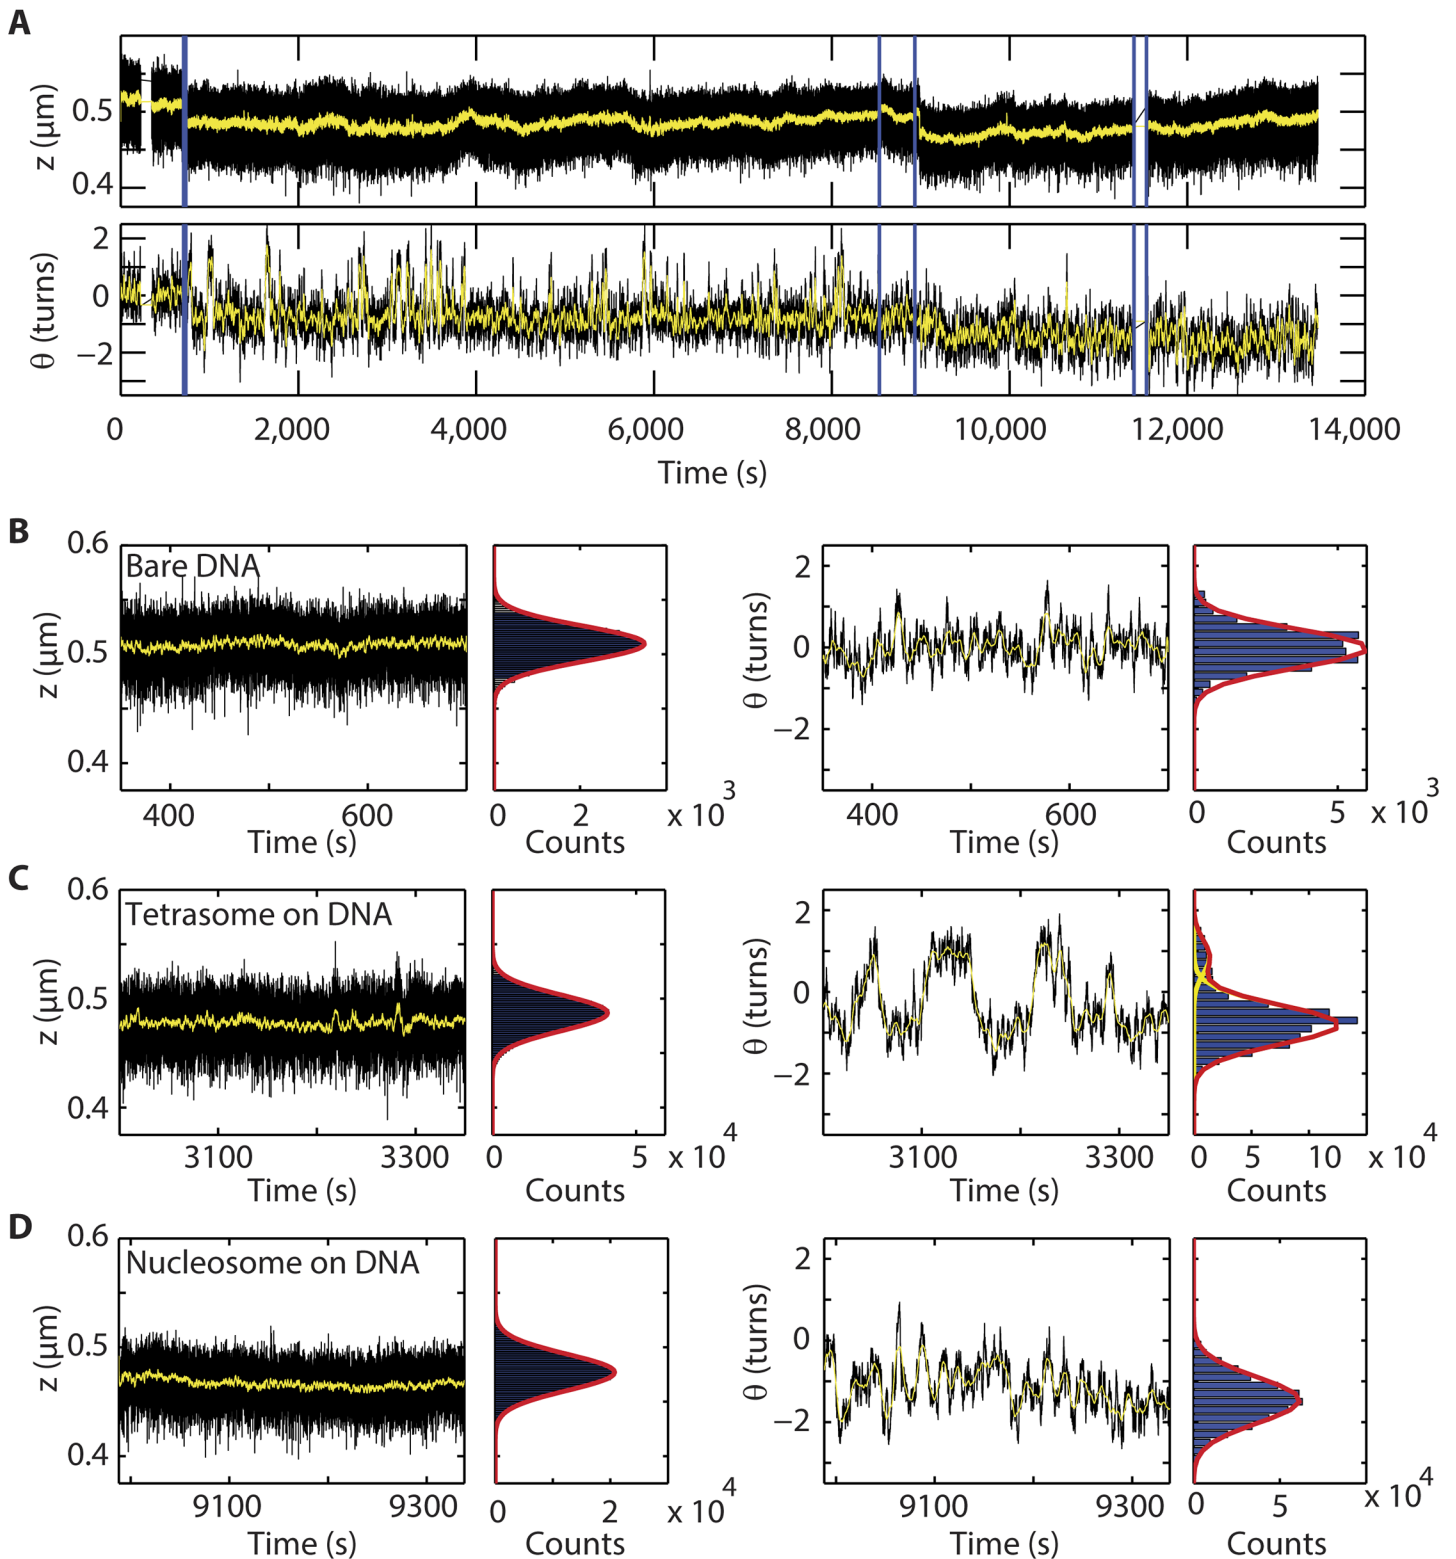 A
z (μm)
0.5
0.4
θ (turns)
2
0
−2
0 2,000 4,000 6,000 8,000 10,000 12,000 14,000
Time (s)
B
Bare DNA
z (μm)
0.6
0.5
0.4
400 600
Time (s)
0 2 x 10 3
Counts
θ (turns)
2
0
−2
400 600
Time (s)
0 5 x 10 3
Counts
C
Tetrasome on DNA
z (μm)
0.6
0.5
0.4
3100 3300
Time (s)
0 5 x 10 4
Counts
θ (turns)
2
0
−2
3100 3300
Time (s)
0 5 10 x 10 4
Counts
D
Nucleosome on DNA
z (μm)
0.6
0.5
0.4
9100 9300
Time (s)
0 2 x 10 4
Counts
θ (turns)
2
0
−2
9100 9300
Time (s)
0 5 x 10 4
Counts